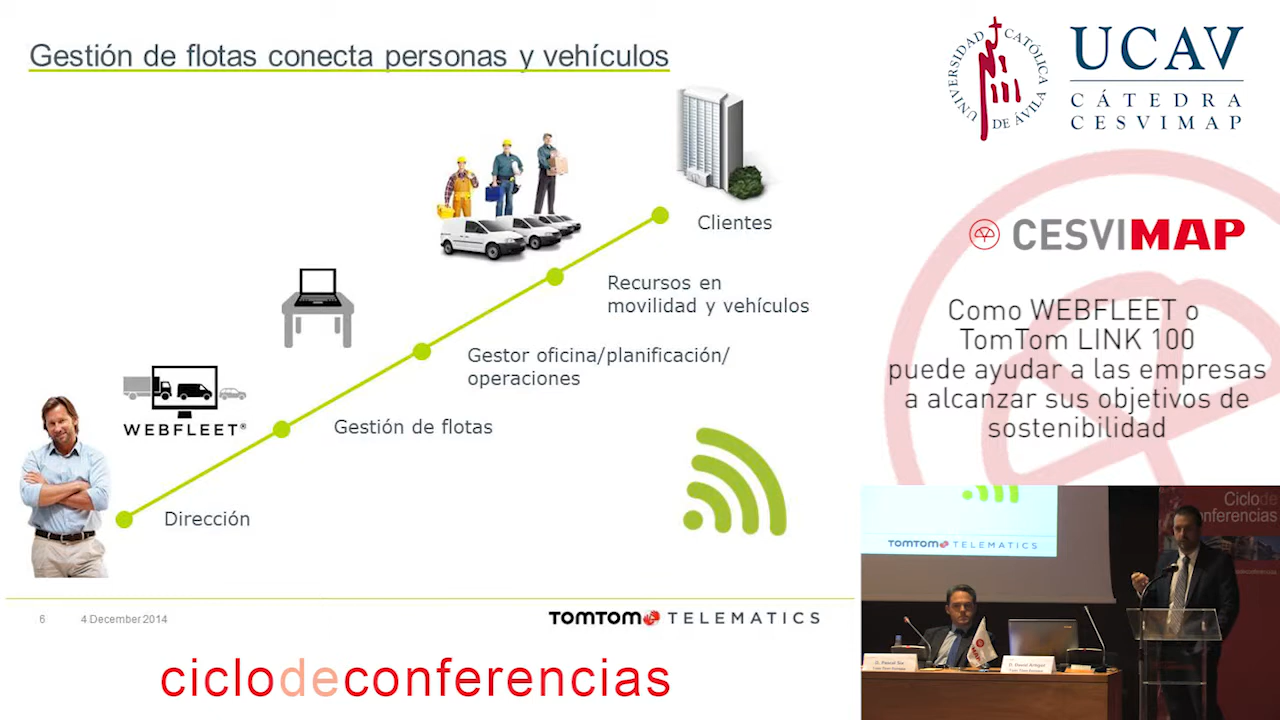 Gestión de flotas conecta personas y vehículos
Clientes
Recursos en
movilidad y vehículos
Gestor oficina/planificación/
operaciones
WEBFLEET®
Gestión de flotas
Dirección
6 4 December 2014
TOMTOM TELEMATICS
ciclodeconferencias
UNIVERSIDAD CATÓLICA DE ÁVILA
UCAV
CÁTEDRA
CESVIMAP
CESVIMAP
Como WEBFLEET o
TomTom LINK 100
puede ayudar a las empresas
a alcanzar sus objetivos de
sostenibilidad
TOMTOM TELEMATICS
Ciclode
conferencias